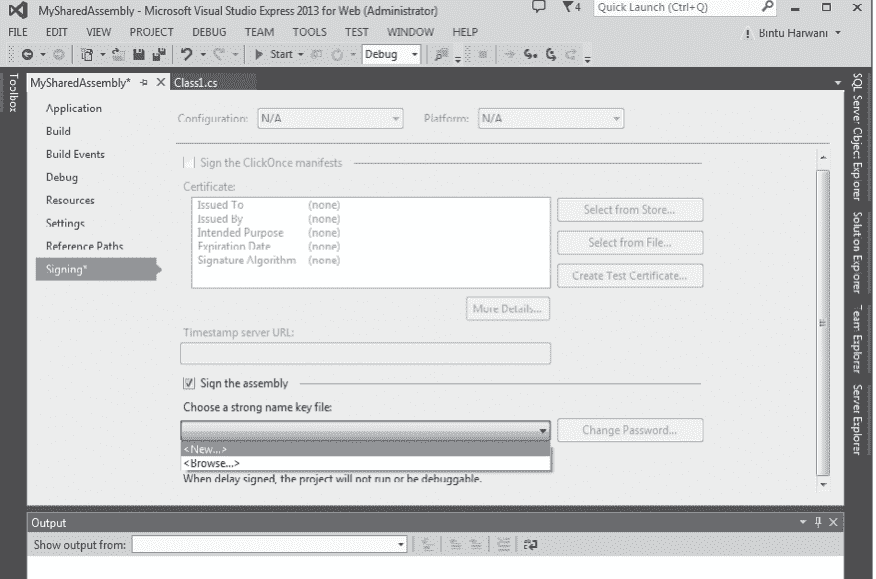 MySharedAssembly - Microsoft Visual Studio Express 2013 for Web (Administrator)
4
Quick Launch (Ctrl+Q)
FILE EDIT VIEW PROJECT DEBUG TEAM TOOLS TEST WINDOW HELP
! Bintu Harwani
Start
Debug
Toolbox
MySharedAssembly*
Class1.cs
Application
Build
Build Events
Debug
Resources
Settings
Reference Paths
Signing*
Configuration: N/A
Platform: N/A
Sign the ClickOnce manifests
Certificate:
Issued To (none)
Issued By (none)
Intended Purpose (none)
Expiration Date (none)
Signature Algorithm (none)
Select from Store...
Select from File...
Create Test Certificate...
More Details...
Timestamp server URL:
Sign the assembly
Choose a strong name key file:
Change Password...
<New...>
<Browse...>
When delay signed, the project will not run or be debuggable.
SQL Server Object Explorer
Solution Explorer
Team Explorer
Server Explorer
Output
Show output from: